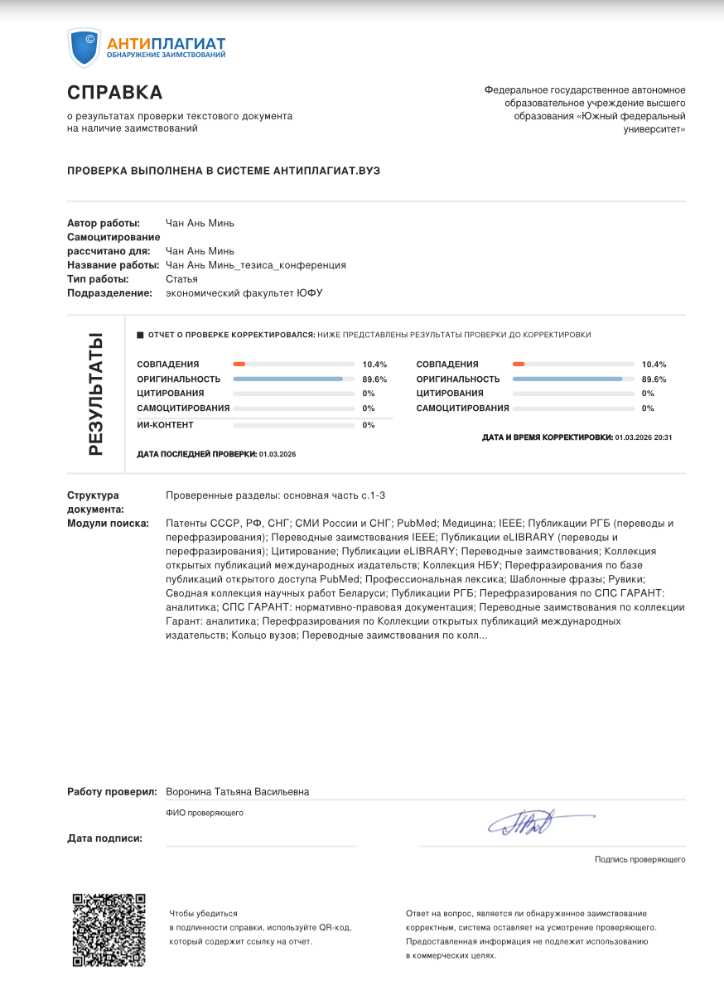 ©
АНТИПЛАГИАТ
ОБНАРУЖЕНИЕ ЗАИМСТВОВАНИЙ
СПРАВКА
о результатах проверки текстового документа
на наличие заимствований
Федеральное государственное автономное
образовательное учреждение высшего
образования «Южный федеральный
университет»
ПРОВЕРКА ВЫПОЛНЕНА В СИСТЕМЕ АНТИПЛАГИАТ.ВУЗ
Автор работы: Чан Ань Минь
Самоцитирование
рассчитано для: Чан Ань Минь
Название работы: Чан Ань Минь_тезиса_конференция
Тип работы: Статья
Подразделение: экономический факультет ЮФУ
РЕЗУЛЬТАТЫ
ОТЧЕТ О ПРОВЕРКЕ КОРРЕКТИРОВАЛСЯ: НИЖЕ ПРЕДСТАВЛЕНЫ РЕЗУЛЬТАТЫ ПРОВЕРКИ ДО КОРРЕКТИРОВКИ
СОВПАДЕНИЯ 10.4%
ОРИГИНАЛЬНОСТЬ 89.6%
ЦИТИРОВАНИЯ 0%
САМОЦИТИРОВАНИЯ 0%
ИИ-КОНТЕНТ 0%
ДАТА ПОСЛЕДНЕЙ ПРОВЕРКИ: 01.03.2026
СОВПАДЕНИЯ 10.4%
ОРИГИНАЛЬНОСТЬ 89.6%
ЦИТИРОВАНИЯ 0%
САМОЦИТИРОВАНИЯ 0%
ДАТА И ВРЕМЯ КОРРЕКТИРОВКИ: 01.03.2026 20:31
Структура Проверенные разделы: основная часть с.1-3
документа:
Модули поиска: Патенты СССР, РФ, СНГ; СМИ России и СНГ; PubMed; Медицина; IEEE; Публикации РГБ (переводы и
перефразирования); Переводные заимствования IEEE; Публикации eLIBRARY (переводы и
перефразирования); Цитирование; Публикации eLIBRARY; Переводные заимствования; Коллекция
открытых публикаций международных издательств; Коллекция НБУ; Перефразирования по базе
публикаций открытого доступа PubMed; Профессиональная лексика; Шаблонные фразы; Рувики;
Сводная коллекция научных работ Беларуси; Публикации РГБ; Перефразирования по СПС ГАРАНТ:
аналитика; СПС ГАРАНТ: нормативно-правовая документация; Переводные заимствования по коллекции
Гарант: аналитика; Перефразирования по Коллекции открытых публикаций международных
издательств; Кольцо вузов; Переводные заимствования по колл...
Работу проверил: Воронина Татьяна Васильевна
ФИО проверяющего
Дата подписи:
Подпись проверяющего
Чтобы убедиться
в подлинности справки, используйте QR-код,
который содержит ссылку на отчет.
Ответ на вопрос, является ли обнаруженное заимствование
корректным, система оставляет на усмотрение проверяющего.
Предоставленная информация не подлежит использованию
в коммерческих целях.